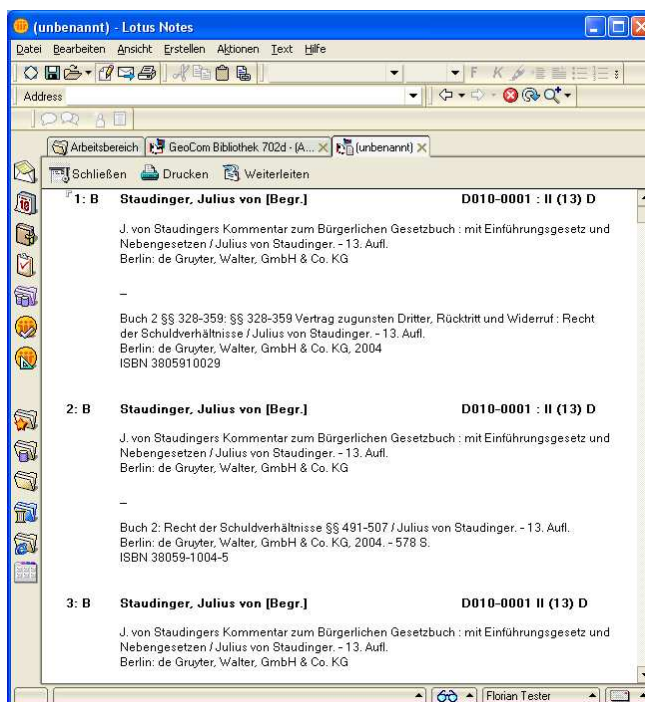 (unbenannt) - Lotus Notes
Datei Bearbeiten Ansicht Erstellen Aktionen Text Hilfe
F K
Address
Arbeitsbereich GeoCom Bibliothek 702d - (A... (unbenannt)
Schließen Drucken Weiterleiten
1: B Staudinger, Julius von [Begr.] D010-0001 : II (13) D
J. von Staudingers Kommentar zum Bürgerlichen Gesetzbuch : mit Einführungsgesetz und
Nebengesetzen / Julius von Staudinger. - 13. Aufl.
Berlin: de Gruyter, Walter, GmbH & Co. KG
–
Buch 2 §§ 328-359: §§ 328-359 Vertrag zugunsten Dritter, Rücktritt und Widerruf : Recht
der Schuldverhältnisse / Julius von Staudinger. - 13. Aufl.
Berlin: de Gruyter, Walter, GmbH & Co. KG, 2004
ISBN 3805910029
2: B Staudinger, Julius von [Begr.] D010-0001 : II (13) D
J. von Staudingers Kommentar zum Bürgerlichen Gesetzbuch : mit Einführungsgesetz und
Nebengesetzen / Julius von Staudinger. - 13. Aufl.
Berlin: de Gruyter, Walter, GmbH & Co. KG
–
Buch 2: Recht der Schuldverhältnisse §§ 491-507 / Julius von Staudinger. - 13. Aufl.
Berlin: de Gruyter, Walter, GmbH & Co. KG, 2004. - 578 S.
ISBN 38059-1004-5
3: B Staudinger, Julius von [Begr.] D010-0001 II (13) D
J. von Staudingers Kommentar zum Bürgerlichen Gesetzbuch : mit Einführungsgesetz und
Nebengesetzen / Julius von Staudinger. - 13. Aufl.
Berlin: de Gruyter, Walter, GmbH & Co. KG
Florian Tester